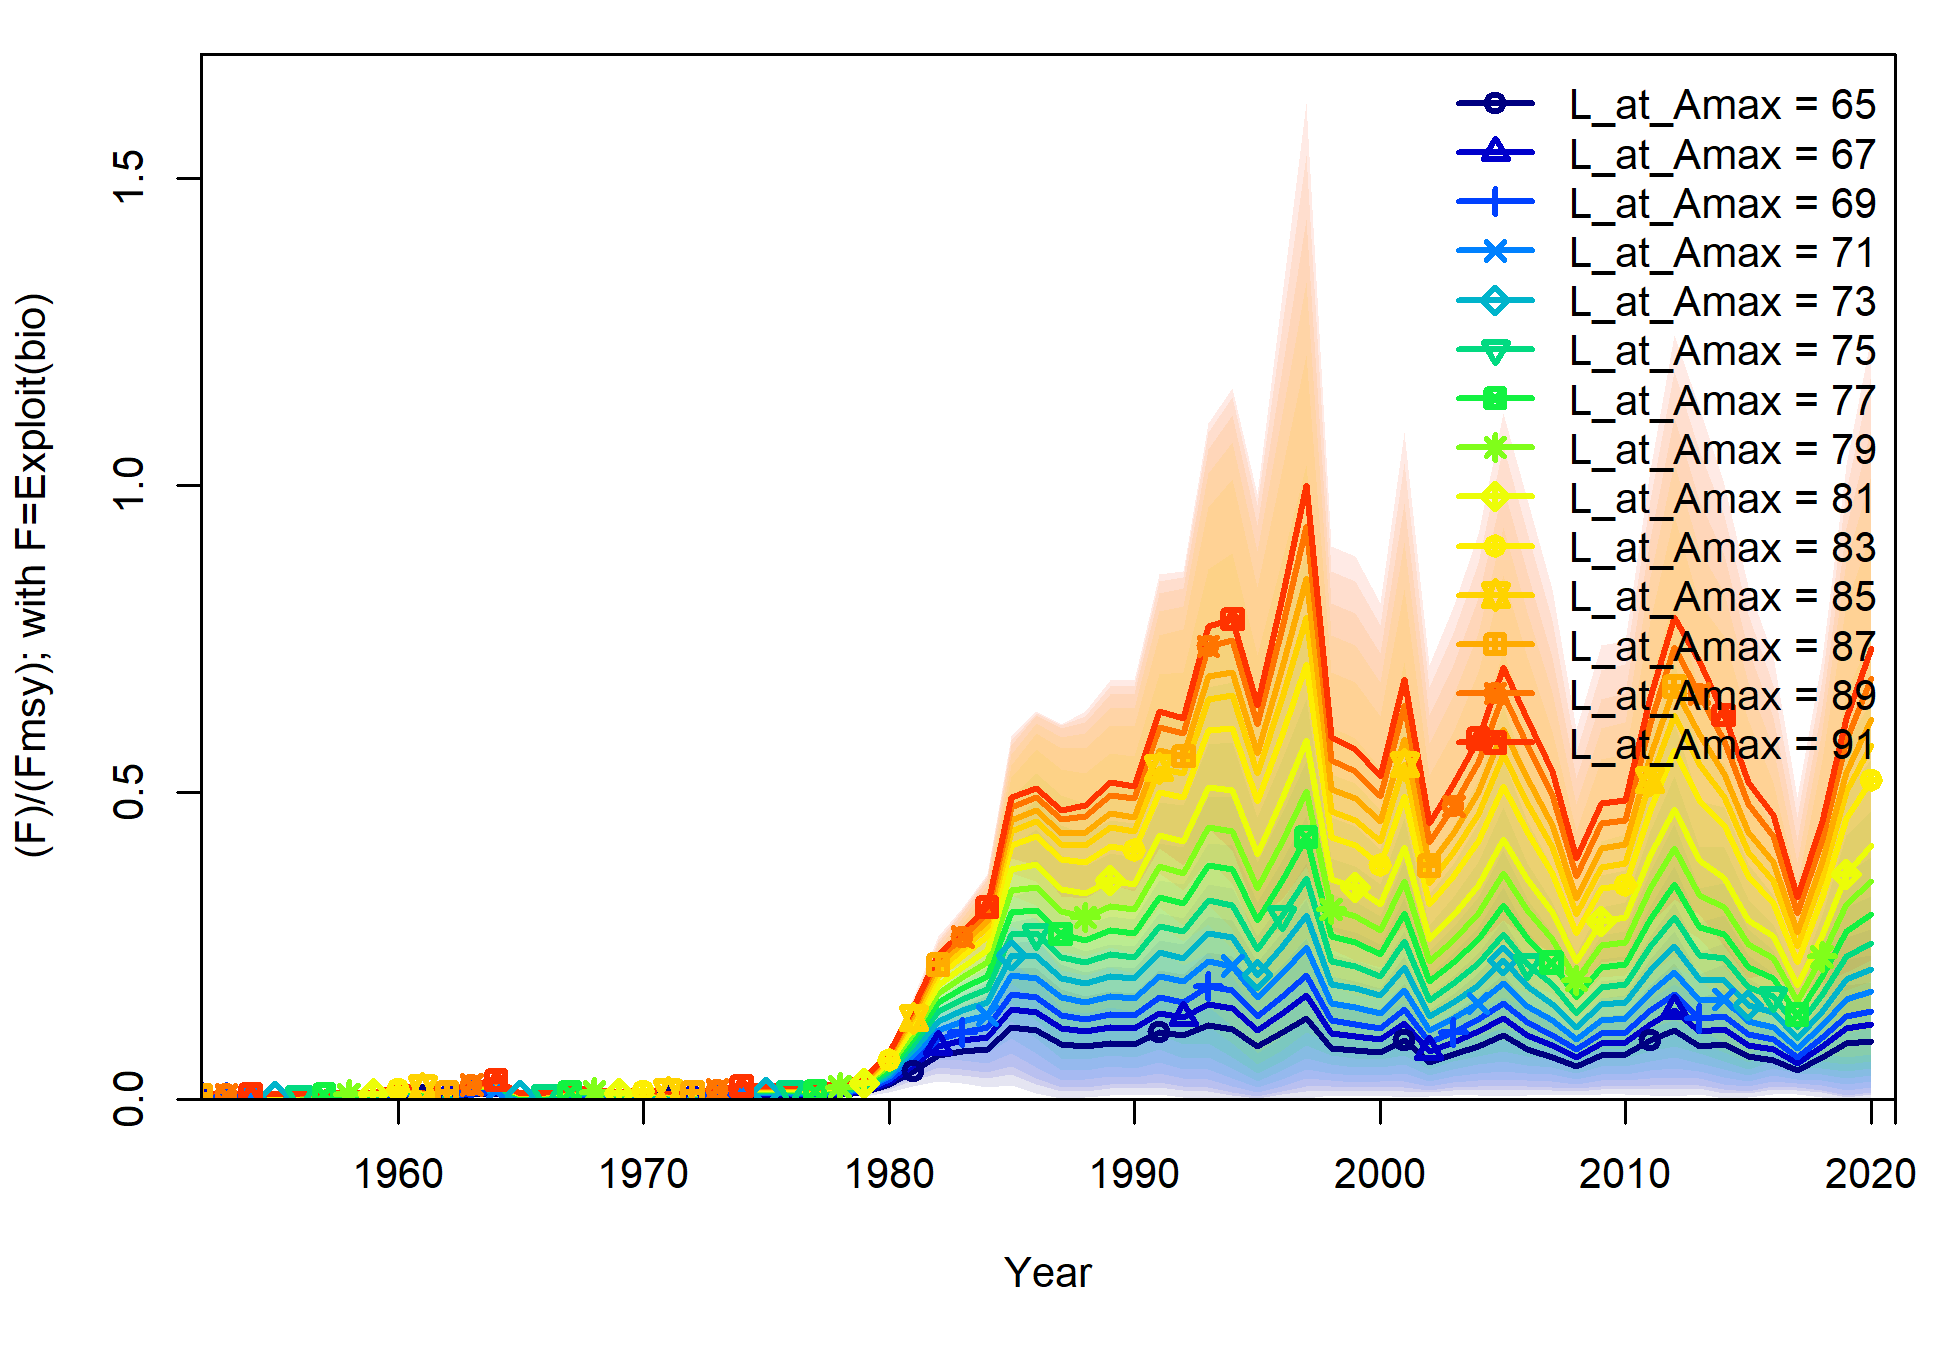 (F)/(Fmsy); with F=Exploit(bio)
1.5
1.0
0.5
0.0
L_at_Amax = 65
L_at_Amax = 67
L_at_Amax = 69
L_at_Amax = 71
L_at_Amax = 73
L_at_Amax = 75
L_at_Amax = 77
L_at_Amax = 79
L_at_Amax = 81
L_at_Amax = 83
L_at_Amax = 85
L_at_Amax = 87
L_at_Amax = 89
L_at_Amax = 91
1960 1970 1980 1990 2000 2010 2020
Year